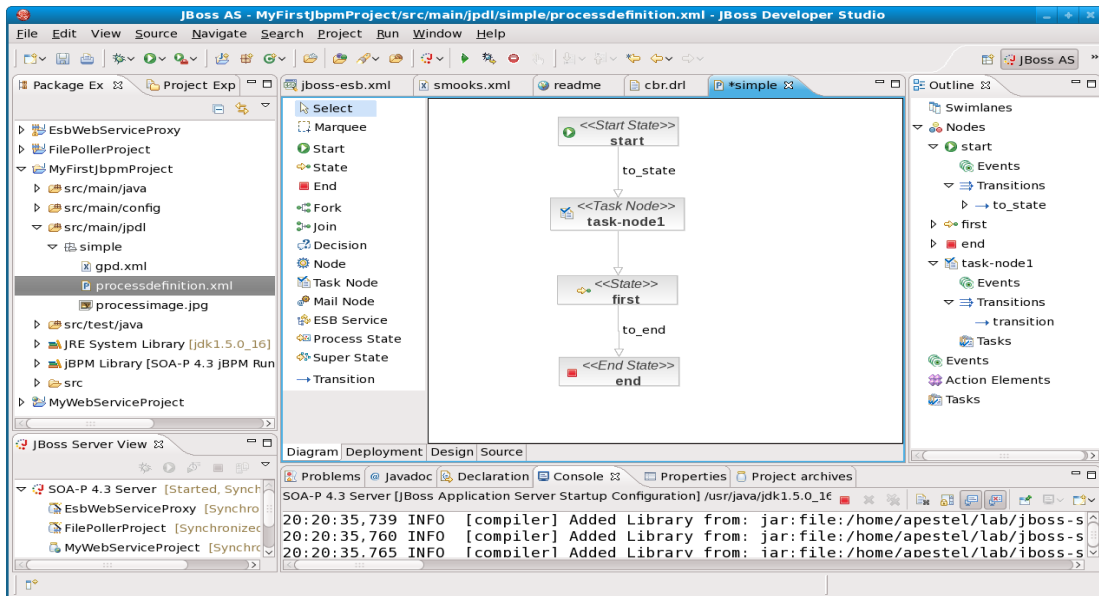 JBoss AS - MyFirstJbpmProject/src/main/jpdl/simple/processdefinition.xml - JBoss Developer Studio
File Edit View Source Navigate Search Project Run Window Help
JBoss AS »
Package Ex Project Exp
EsbWebServiceProxy
FilePollerProject
MyFirstJbpmProject
src/main/java
src/main/config
src/main/jpdl
simple
gpd.xml
processdefinition.xml
processimage.jpg
src/test/java
JRE System Library [jdk1.5.0_16]
jBPM Library [SOA-P 4.3 jBPM Run
src
MyWebServiceProject
JBoss Server View
SOA-P 4.3 Server [Started, Synch
EsbWebServiceProxy [Synchro
FilePollerProject [Synchronized
MyWebServiceProject [Synchro
jboss-esb.xml smooks.xml readme cbr.drl *simple
Select
Marquee
Start
State
End
Fork
Join
Decision
Node
Task Node
Mail Node
ESB Service
Process State
Super State
Transition
<<Start State>>
start
to_state
<<Task Node>>
task-node1
<<State>>
first
to_end
<<End State>>
end
Diagram Deployment Design Source
Outline
Swimlanes
Nodes
start
Events
Transitions
to_state
first
end
task-node1
Events
Transitions
transition
Tasks
Events
Action Elements
Tasks
Problems Javadoc Declaration Console Properties Project archives
SOA-P 4.3 Server [JBoss Application Server Startup Configuration] /usr/java/jdk1.5.0_16
20:20:35,739 INFO [compiler] Added Library from: jar:file:/home/apestel/lab/jboss-s
20:20:35,760 INFO [compiler] Added Library from: jar:file:/home/apestel/lab/jboss-s
20:20:35,765 INFO [compiler] Added Library from: jar:file:/home/apestel/lab/jboss-s